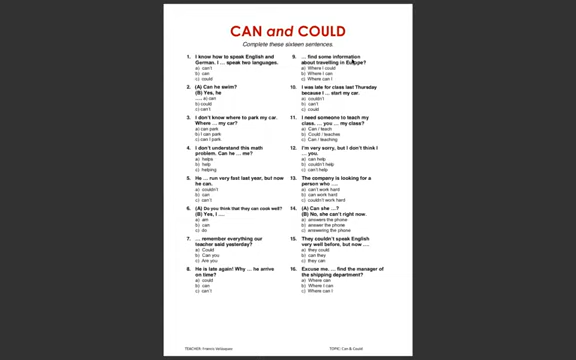 CAN and COULD
Complete these sixteen sentences.
1. I know how to speak English and
German. I ... speak two languages.
a) can't
b) can
c) could
2. (A) Can he swim?
(B) Yes, he
.... a) can
b) could
c) can't
3. I don't know where to park my car.
Where ... my car?
a) can park
b) I can park
c) can I park
4. I don't understand this math
problem. Can he ... me?
a) helps
b) help
c) helping
5. He ... run very fast last year, but now
he can.
a) couldn't
b) can
c) can't
6. (A) Do you think that they can cook well?
(B) Yes, I ....
a) am
b) can
c) do
7. ... remember everything our
teacher said yesterday?
a) Could
b) Can you
c) Are you
8. He is late again! Why ... he arrive
on time?
a) could
b) can
c) can't
9. ... find some information
about travelling in Europe?
a) Where I could
b) Where I can
c) Where can I
10. I was late for class last Thursday
because I ... start my car.
a) couldn't
b) can't
c) could
11. I need someone to teach my
class. ... you ... my class?
a) Can / teach
b) Could / teaches
c) Can / teaching
12. I'm very sorry, but I don't think I
... you.
a) can help
b) couldn't help
c) can't help
13. The company is looking for a
person who ....
a) can't work hard
b) can work hard
c) couldn't work hard
14. (A) Can she ...?
(B) No, she can't right now.
a) answers the phone
b) answer the phone
c) answering the phone
15. They couldn't speak English
very well before, but now ....
a) they could
b) can they
c) they can
16. Excuse me. ... find the manager of
the shipping department?
a) Where can
b) Where I can
c) Where can I
TEACHER: Francis Velasquez
TOPIC: Can & Could